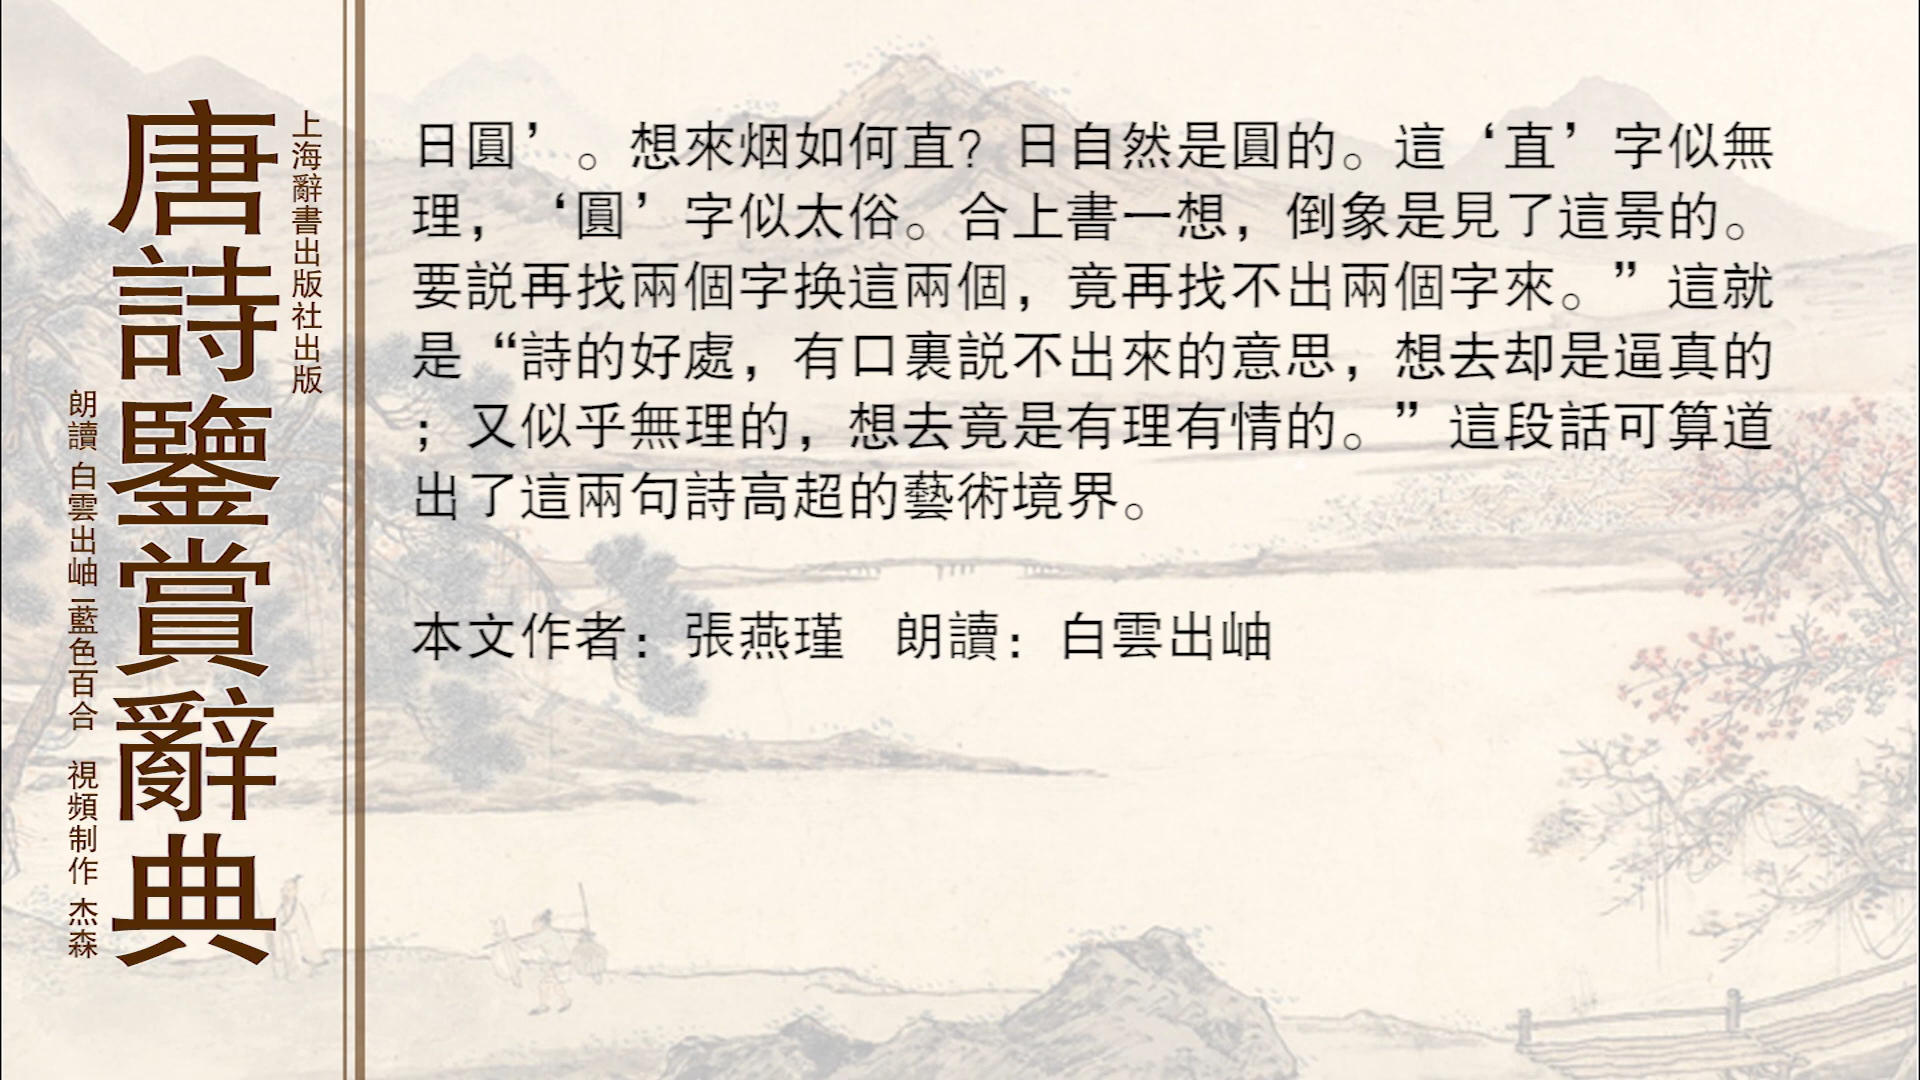 上海辭書出版社出版
唐詩鑒賞辭典
朗讀 白雲出岫 藍色百合 視頻制作 杰森
日圓’。想來烟如何直？日自然是圓的。這‘直’字似無
理，‘圓’字似太俗。合上書一想，倒象是見了這景的。
要説再找兩個字换這兩個，竟再找不出兩個字來。”這就
是“詩的好處，有口裏説不出來的意思，想去却是逼真的
；又似乎無理的，想去竟是有理有情的。”這段話可算道
出了這兩句詩高超的藝術境界。
本文作者：張燕瑾 朗讀：白雲出岫